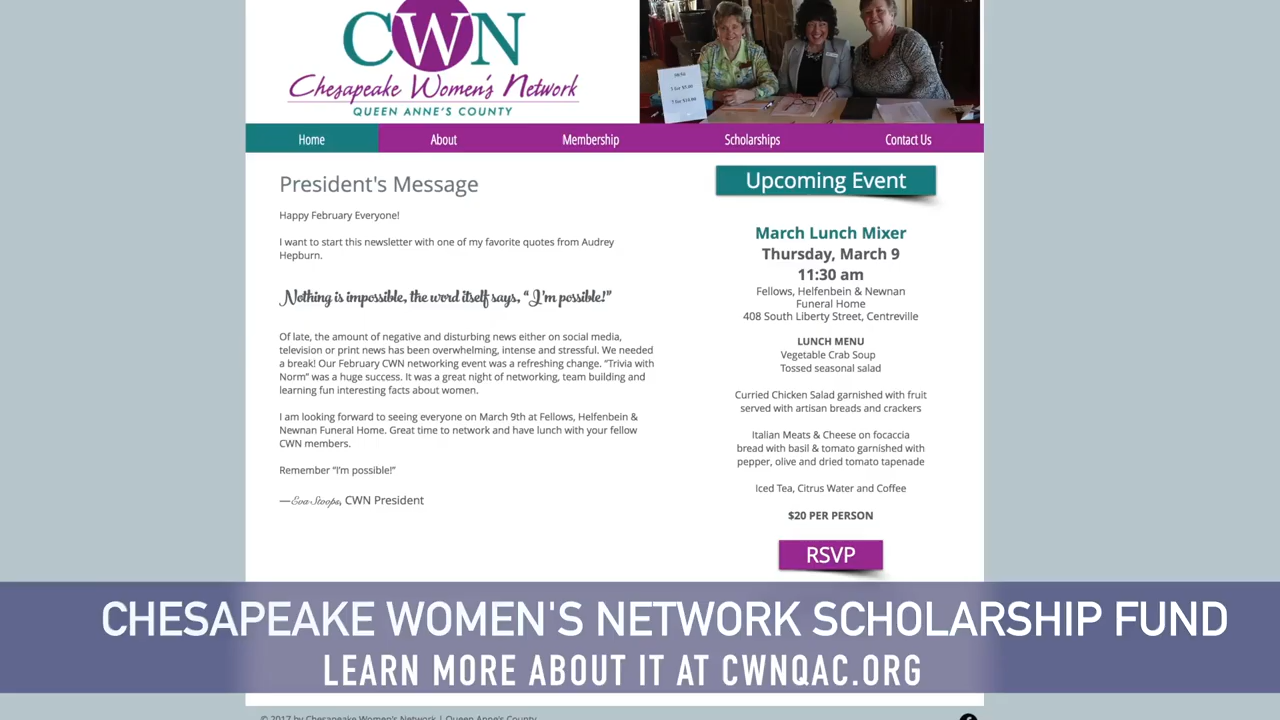 CWN
Chesapeake Women's Network
QUEEN ANNE'S COUNTY
Home
About
Membership
Scholarships
Contact Us
President's Message
Happy February Everyone!
I want to start this newsletter with one of my favorite quotes from Audrey
Hepburn.
Nothing is impossible, the word itself says, "I'm possible!"
Of late, the amount of negative and disturbing news either on social media,
television or print news has been overwhelming, intense and stressful. We needed
a break! Our February CWN networking event was a refreshing change. "Trivia with
Norm" was a huge success. It was a great night of networking, team building and
learning fun interesting facts about women.
I am looking forward to seeing everyone on March 9th at Fellows, Helfenbein &
Newnan Funeral Home. Great time to network and have lunch with your fellow
CWN members.
Remember "I'm possible!"
—Eva Stoops, CWN President
Upcoming Event
March Lunch Mixer
Thursday, March 9
11:30 am
Fellows, Helfenbein & Newnan
Funeral Home
408 South Liberty Street, Centreville
LUNCH MENU
Vegetable Crab Soup
Tossed seasonal salad
Curried Chicken Salad garnished with fruit
served with artisan breads and crackers
Italian Meats & Cheese on focaccia
bread with basil & tomato garnished with
pepper, olive and dried tomato tapenade
Iced Tea, Citrus Water and Coffee
$20 PER PERSON
RSVP
CHESAPEAKE WOMEN'S NETWORK SCHOLARSHIP FUND
LEARN MORE ABOUT IT AT CWNQAC.ORG
© 2017 by Chesapeake Women's Network | Queen Anne's County